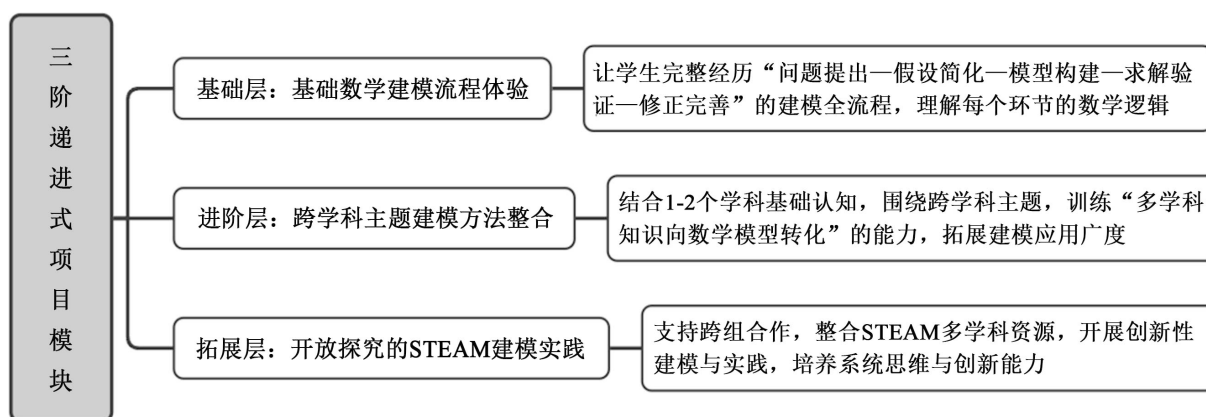 三阶递进式项目模块
基础层：基础数学建模流程体验
让学生完整经历“问题提出—假设简化—模型构建—求解验
证—修正完善”的建模全流程，理解每个环节的数学逻辑
进阶层：跨学科主题建模方法整合
结合1-2个学科基础认知，围绕跨学科主题，训练“多学科
知识向数学模型转化”的能力，拓展建模应用广度
拓展层：开放探究的STEAM建模实践
支持跨组合作，整合STEAM多学科资源，开展创新性
建模与实践，培养系统思维与创新能力